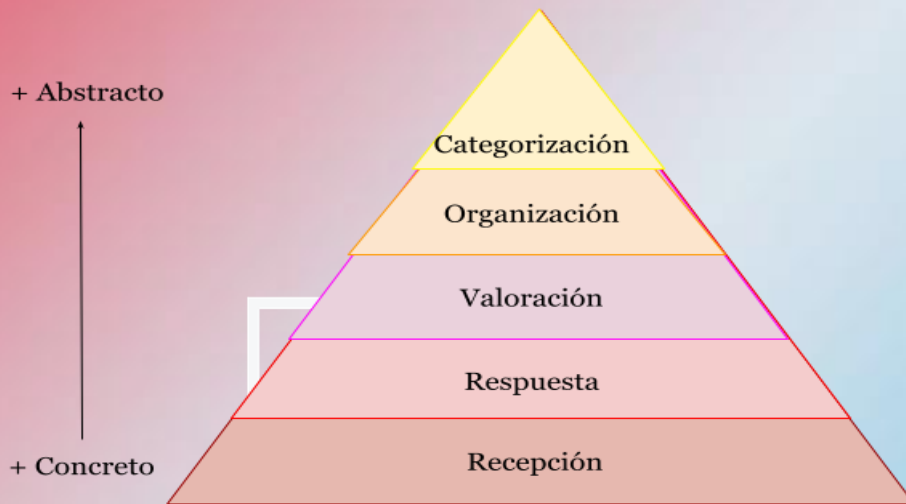 + Abstracto
Categorización
Organización
Valoración
Respuesta
Recepción
+ Concreto